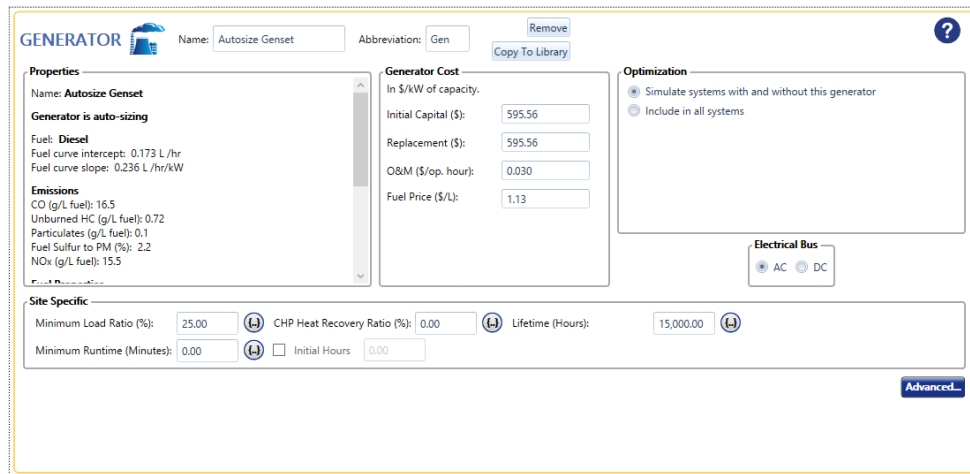 GENERATOR Name: Autosize Genset Abbreviation: Gen Remove
Copy To Library
?
Properties
Name: Autosize Genset
Generator is auto-sizing
Fuel: Diesel
Fuel curve intercept: 0.173 L/hr
Fuel curve slope: 0.236 L/hr/kW
Emissions
CO (g/L fuel): 16.5
Unburned HC (g/L fuel): 0.72
Particulates (g/L fuel): 0.1
Fuel Sulfur to PM (%): 2.2
NOx (g/L fuel): 15.5
Generator Cost
In $/kW of capacity.
Initial Capital ($): 595.56
Replacement ($): 595.56
O&M ($/op. hour): 0.030
Fuel Price ($/L): 1.13
Optimization
Simulate systems with and without this generator
Include in all systems
Electrical Bus
AC DC
Site Specific
Minimum Load Ratio (%): 25.00 {..} CHP Heat Recovery Ratio (%): 0.00 {..} Lifetime (Hours): 15,000.00 {..}
Minimum Runtime (Minutes): 0.00 {..} Initial Hours 0.00
Advanced...